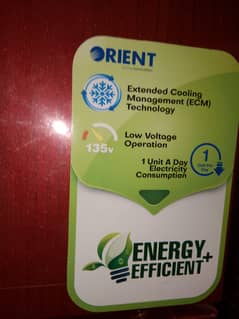 ORIENT
Extended Cooling
Management (ECM)
Technology
135v
Low Voltage
Operation
1 Unit A Day
Electricity
Consumption
1
ENERGY+
EFFICIENT